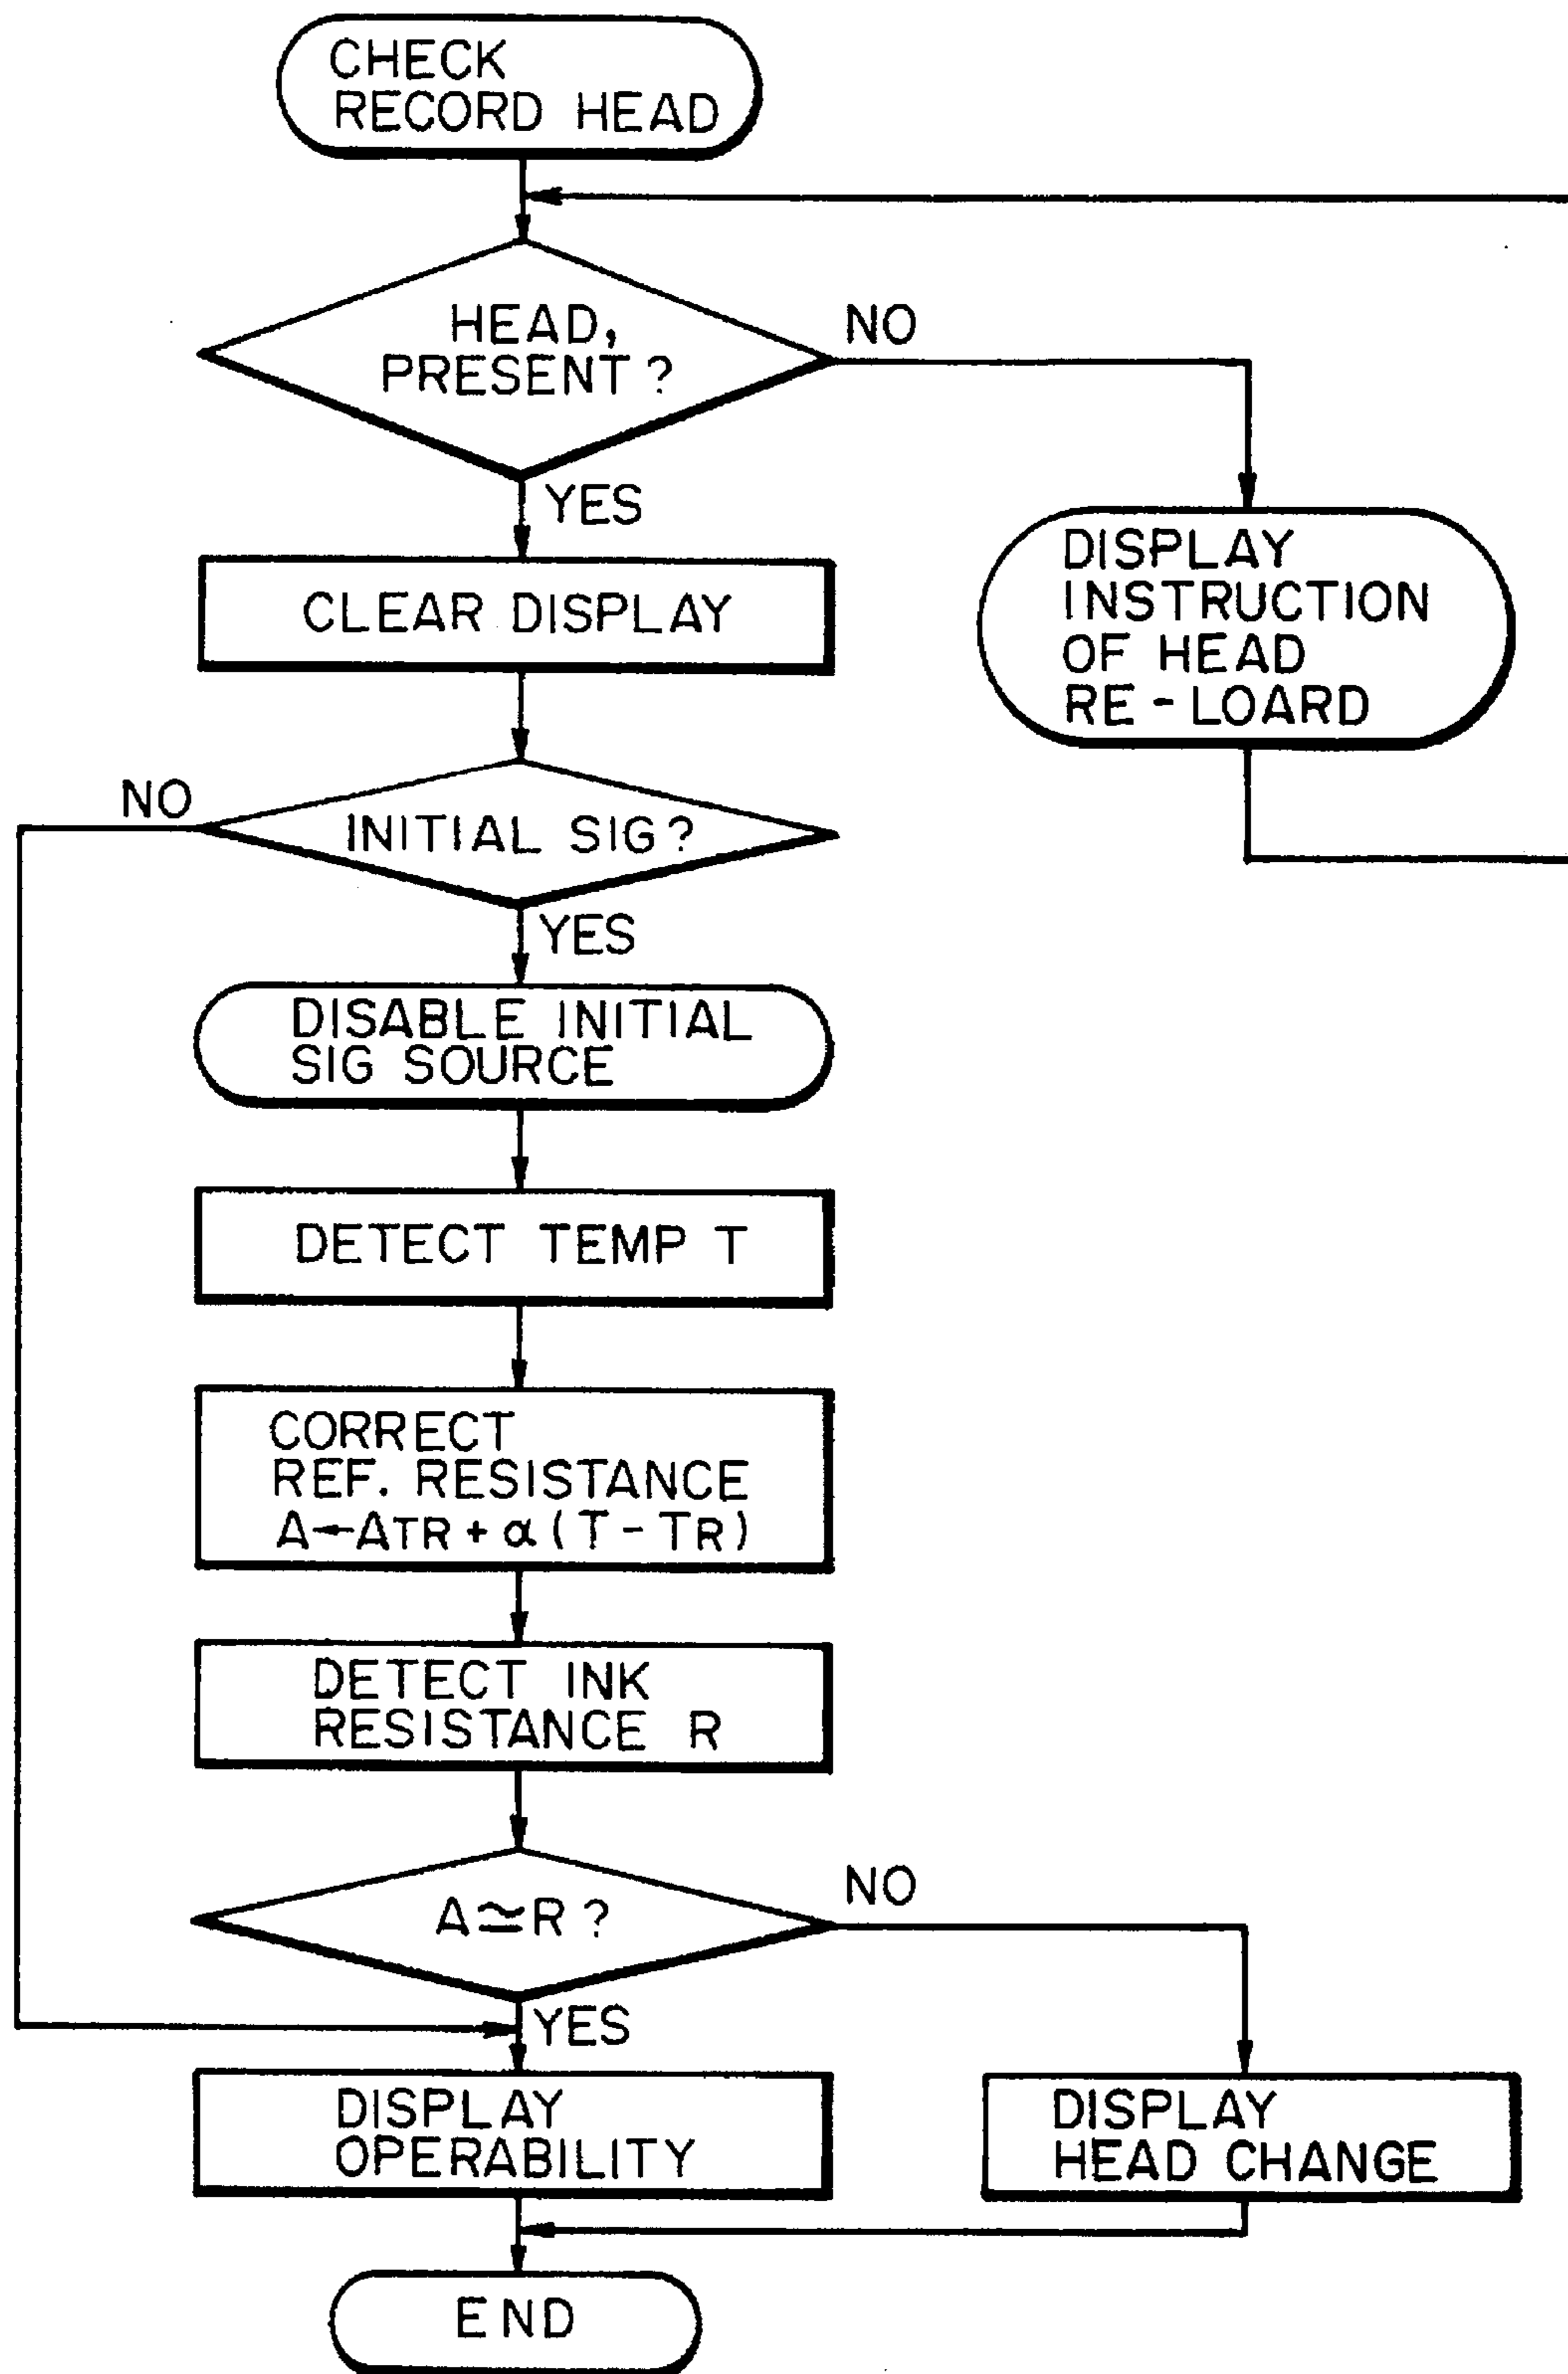 CHECK
RECORD HEAD
HEAD,
PRESENT?
NO
YES
CLEAR DISPLAY
DISPLAY
INSTRUCTION
OF HEAD
RE-LOARD
NO
INITIAL SIG?
YES
DISABLE INITIAL
SIG SOURCE
DETECT TEMP T
CORRECT
REF. RESISTANCE
A←ATR+α(T-TR)
DETECT INK
RESISTANCE R
A≃R?
NO
YES
DISPLAY
OPERABILITY
DISPLAY
HEAD CHANGE
END